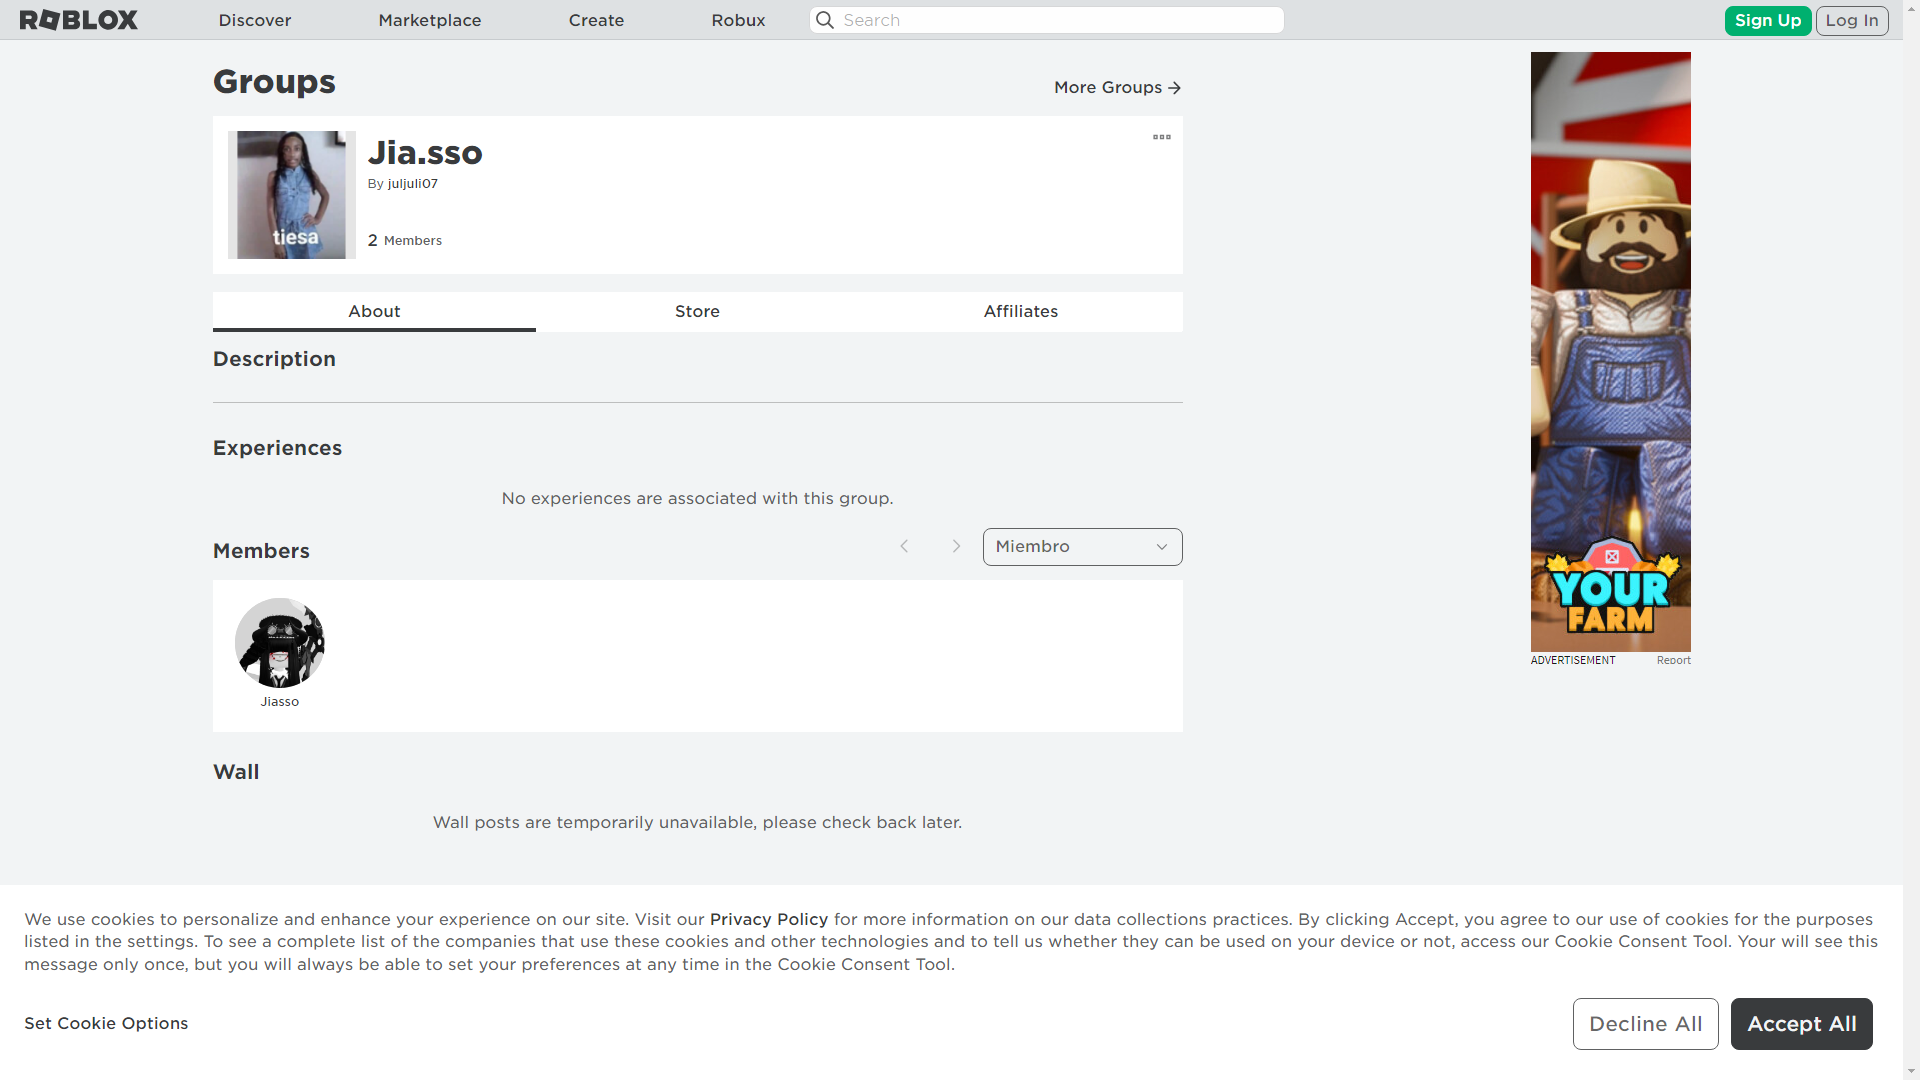 ROBLOX
Discover
Marketplace
Create
Robux
Search
Sign Up
Log In
Groups
More Groups
tiesa
Jia.sso
By juljuli07
2 Members
About
Store
Affiliates
Description
Experiences
No experiences are associated with this group.
Members
Miembro
Jiasso
Wall
Wall posts are temporarily unavailable, please check back later.
YOUR
FARM
ADVERTISEMENT
Report
We use cookies to personalize and enhance your experience on our site. Visit our Privacy Policy for more information on our data collections practices. By clicking Accept, you agree to our use of cookies for the purposes
listed in the settings. To see a complete list of the companies that use these cookies and other technologies and to tell us whether they can be used on your device or not, access our Cookie Consent Tool. Your will see this
message only once, but you will always be able to set your preferences at any time in the Cookie Consent Tool.
Set Cookie Options
Decline All
Accept All